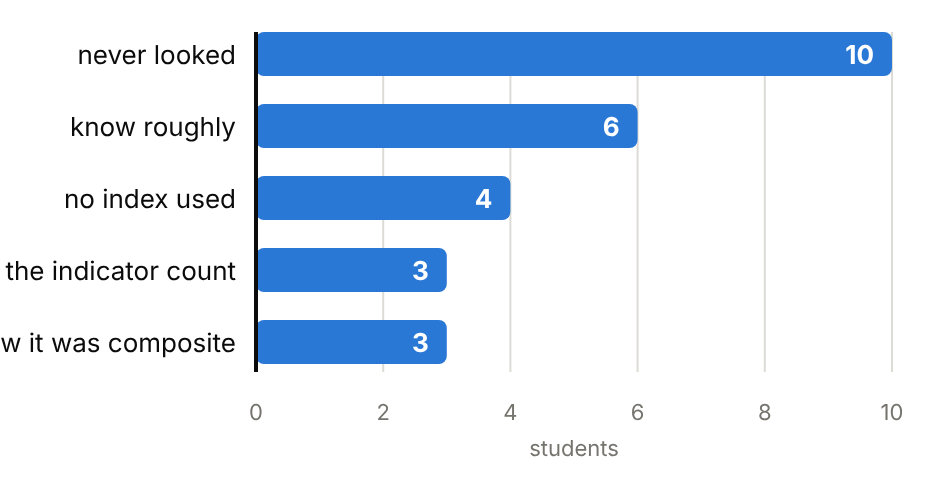 never looked
10
know roughly
6
no index used
4
the indicator count
3
it was composite
3
0 2 4 6 8 10
students